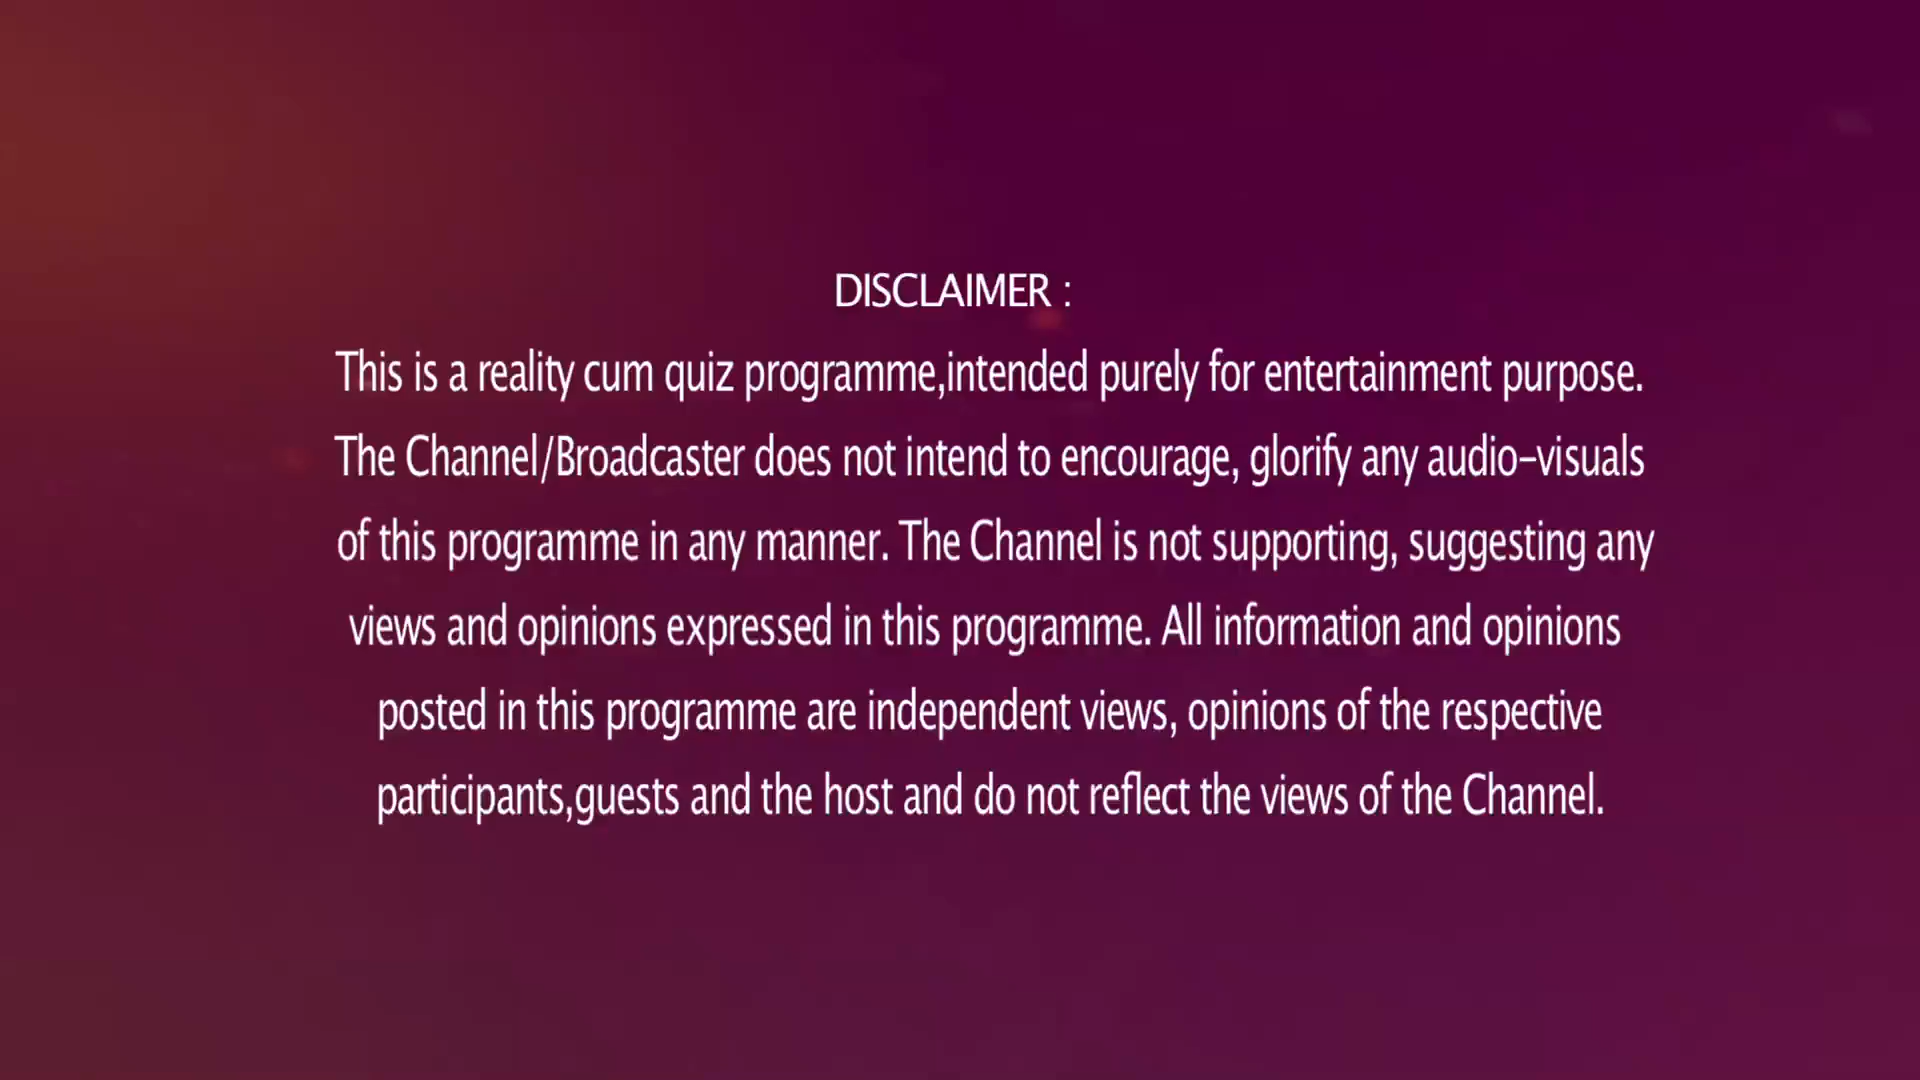 DISCLAIMER :
This is a reality cum quiz programme,intended purely for entertainment purpose.
The Channel/Broadcaster does not intend to encourage, glorify any audio-visuals
of this programme in any manner. The Channel is not supporting, suggesting any
views and opinions expressed in this programme. All information and opinions
posted in this programme are independent views, opinions of the respective
participants,guests and the host and do not reflect the views of the Channel.